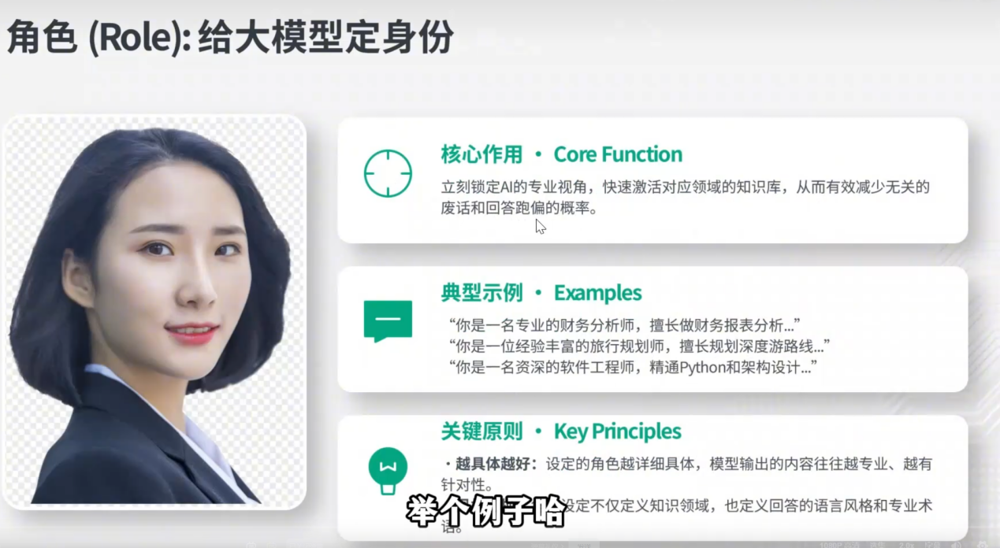 角色 (Role): 给大模型定身份
核心作用 · Core Function
立刻锁定AI的专业视角，快速激活对应领域的知识库，从而有效减少无关的
废话和回答跑偏的概率。
典型示例 · Examples
“你是一名专业的财务分析师，擅长做财务报表分析...”
“你是一位经验丰富的旅行规划师，擅长规划深度游路线...”
“你是一名资深的软件工程师，精通Python和架构设计...”
关键原则 · Key Principles
·越具体越好：设定的角色越详细具体，模型输出的内容往往越专业、越有
针对性。
设定不仅定义知识领域，也定义回答的语言风格和专业术
语。
举个例子哈